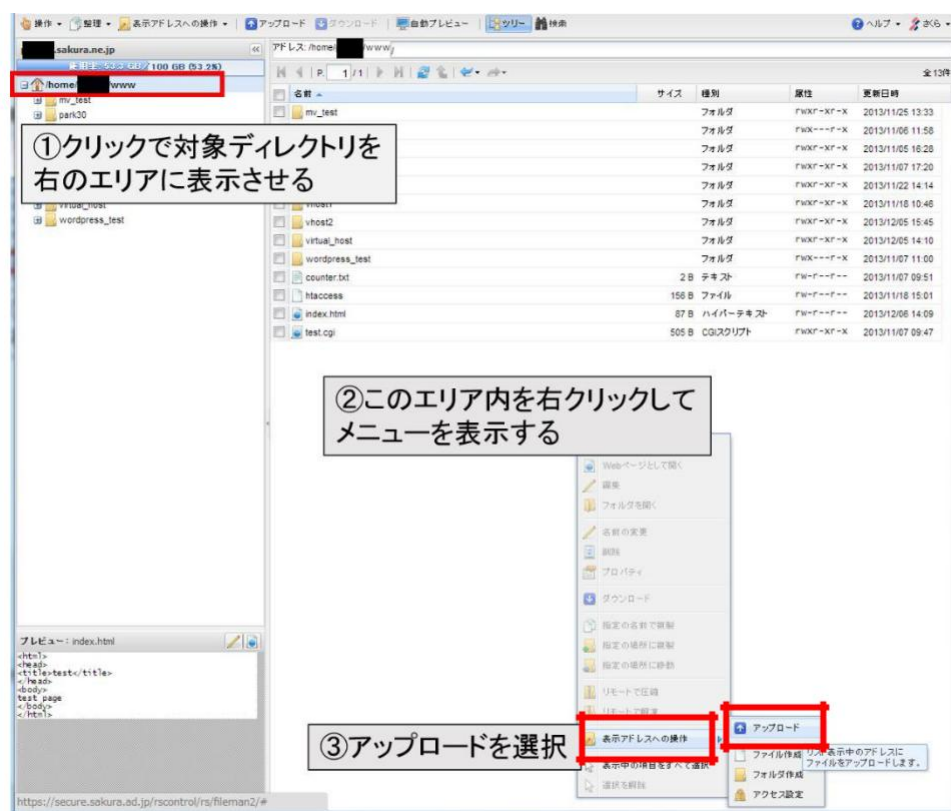 操作 整理 表示アドレスへの操作 アップロード ダウンロード 自動プレビュー ツリー 検索 ヘルプ さくら
.sakura.ne.jp
アドレス: /home/ www/
100 GB (53.2%)
P. 1 / 1 全13件
/home/ /www
mv_test
park30
virtual_host
wordpress_test
①クリックで対象ディレクトリを
右のエリアに表示させる
名前 サイズ 種別 属性 更新日時
mv_test フォルダ rwxr-xr-x 2013/11/25 13:33
フォルダ rwx---r-x 2013/11/06 11:58
フォルダ rwxr-xr-x 2013/11/05 16:28
フォルダ rwxr-xr-x 2013/11/07 17:20
フォルダ rwxr-xr-x 2013/11/22 14:14
vhost1 フォルダ rwxr-xr-x 2013/11/18 10:46
vhost2 フォルダ rwxr-xr-x 2013/12/05 15:45
virtual_host フォルダ rwxr-xr-x 2013/12/05 14:10
wordpress_test フォルダ rwx---r-x 2013/11/07 11:00
counter.txt 2 B テキスト rw-r--r-- 2013/11/07 09:51
htaccess 156 B ファイル rw-r--r-- 2013/11/18 15:01
index.html 87 B ハイパーテキスト rw-r--r-- 2013/12/06 14:09
test.cgi 505 B CGIスクリプト rwxr-xr-x 2013/11/07 09:47
②このエリア内を右クリックして
メニューを表示する
Webページとして開く
編集
フォルダを開く
名前の変更
削除
プロパティ
ダウンロード
指定の名前で複製
指定の場所に複製
指定の場所に移動
リモートで圧縮
リモートで解凍
表示アドレスへの操作
表示中の項目をすべて選択
選択を解除
③アップロードを選択
アップロード
ファイル作成
フォルダ作成
アクセス設定
表示中のアドレスに
ファイルをアップロードします。
プレビュー: index.html
<html>
<head>
<title>test</title>
</head>
<body>
test page
</body>
</html>
https://secure.sakura.ad.jp/rscontrol/rs/fileman2/#